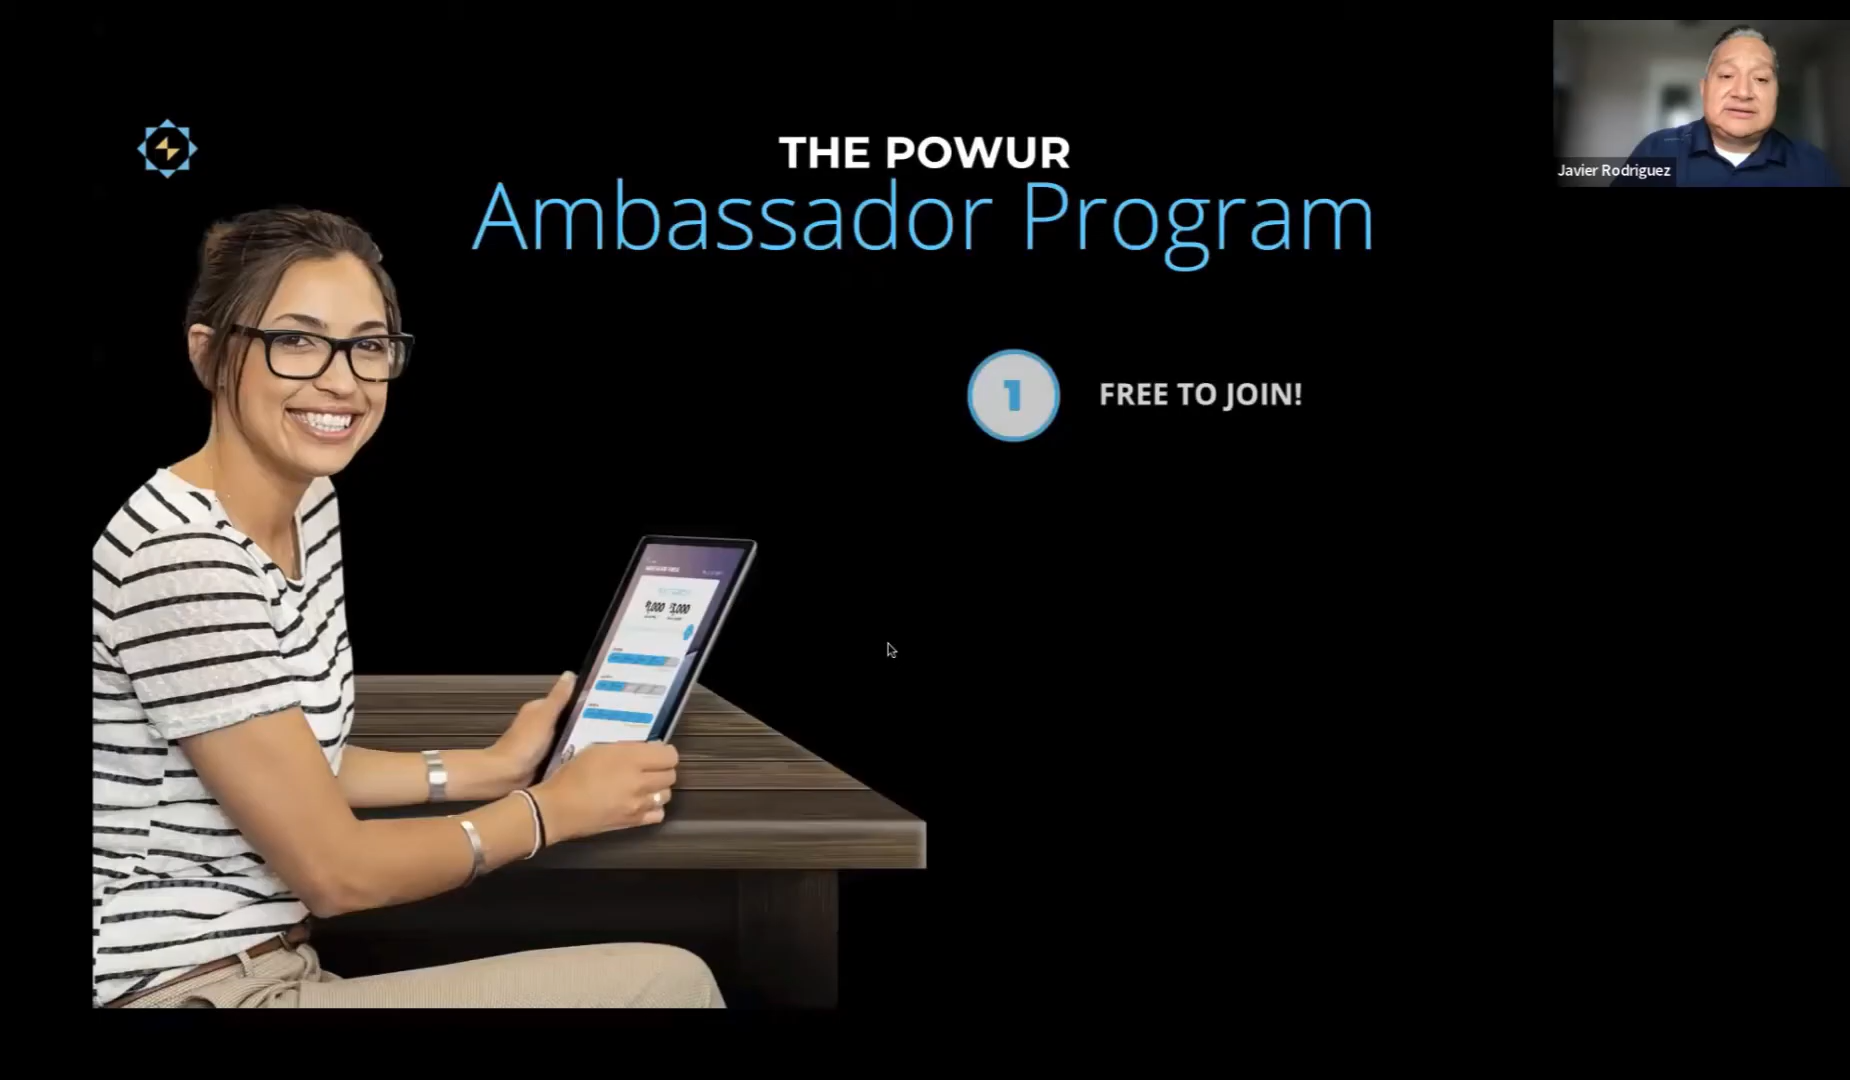 THE POWUR
Ambassador Program
Javier Rodriguez
1 FREE TO JOIN!